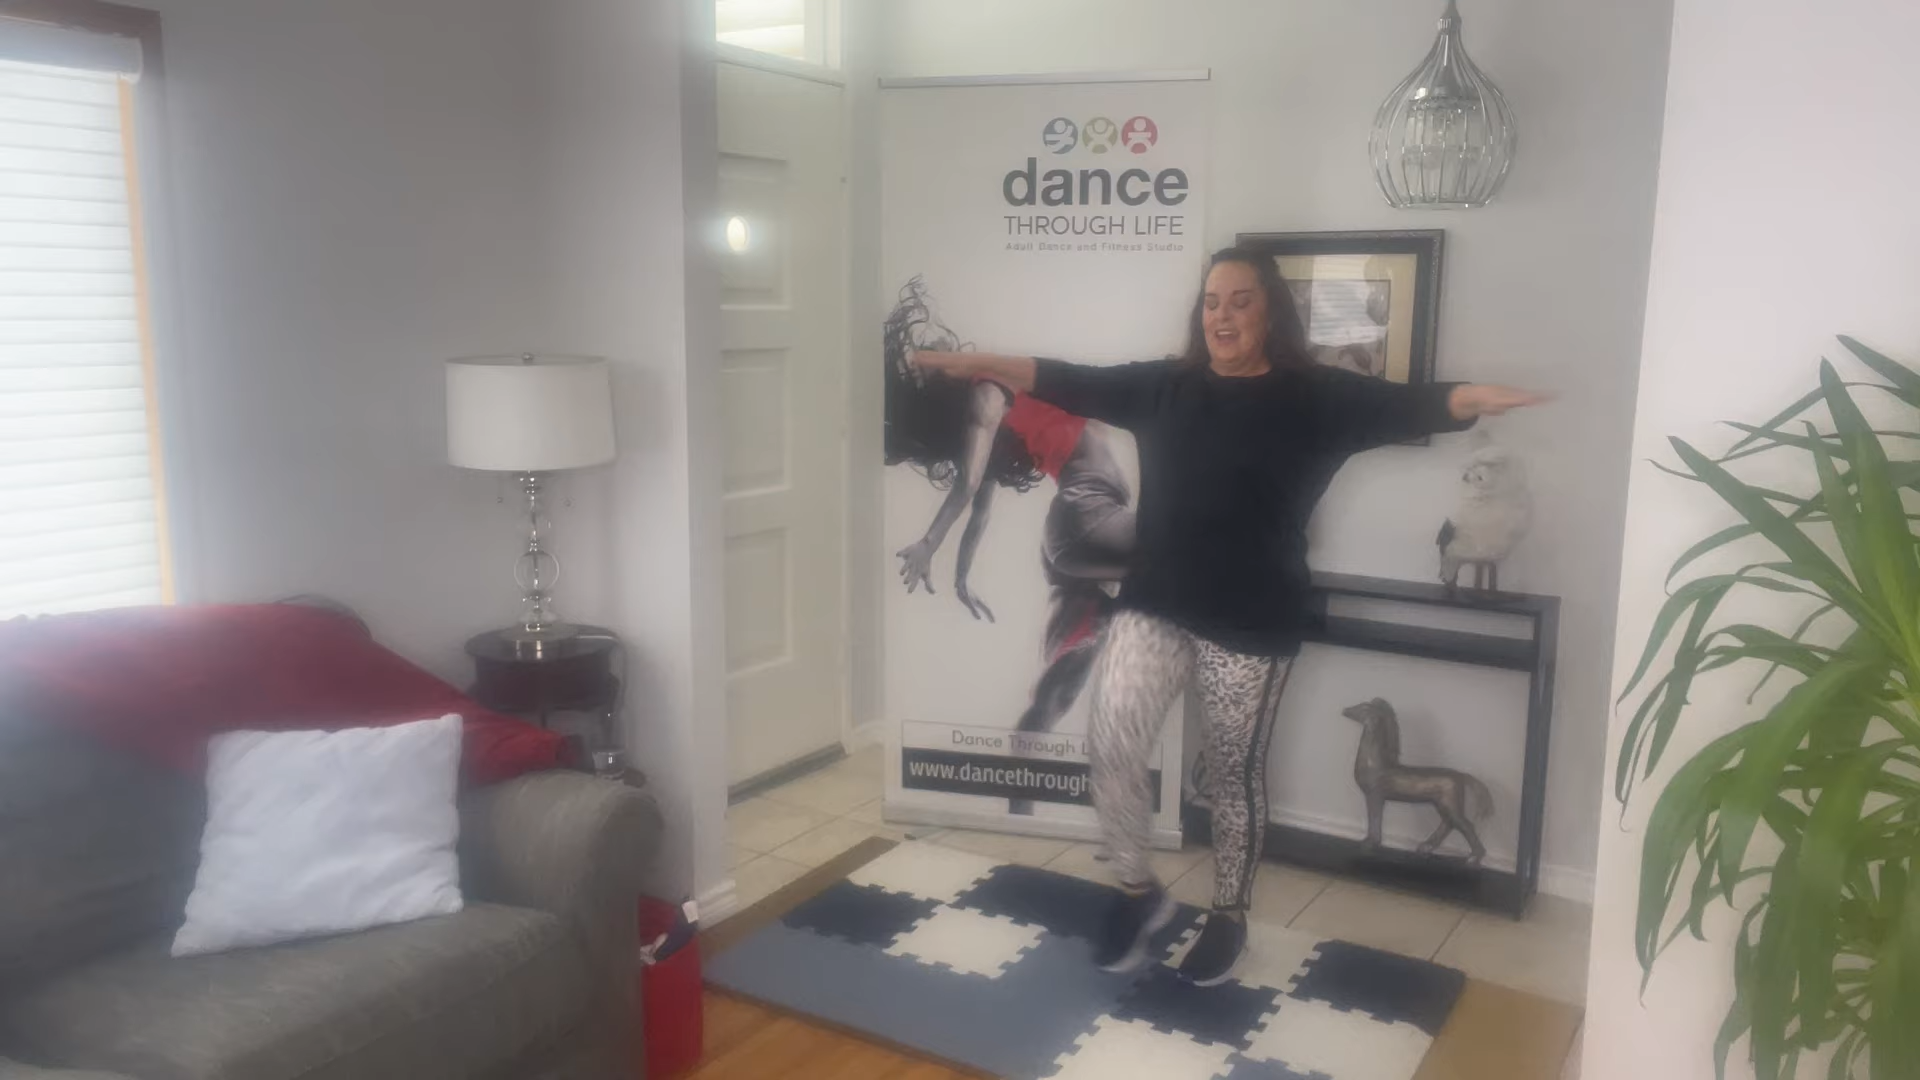 dance
THROUGH LIFE
Adult Dance and Fitness Studio
Dance Through L
www.dancethrough